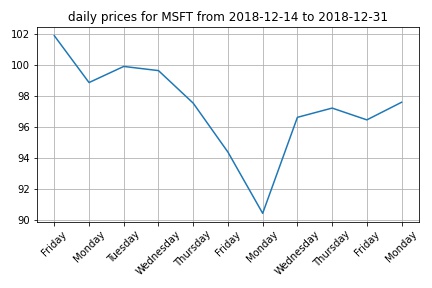 daily prices for MSFT from 2018-12-14 to 2018-12-31
102
100
98
96
94
92
90
Friday
Monday
Tuesday
Wednesday
Thursday
Friday
Monday
Wednesday
Thursday
Friday
Monday